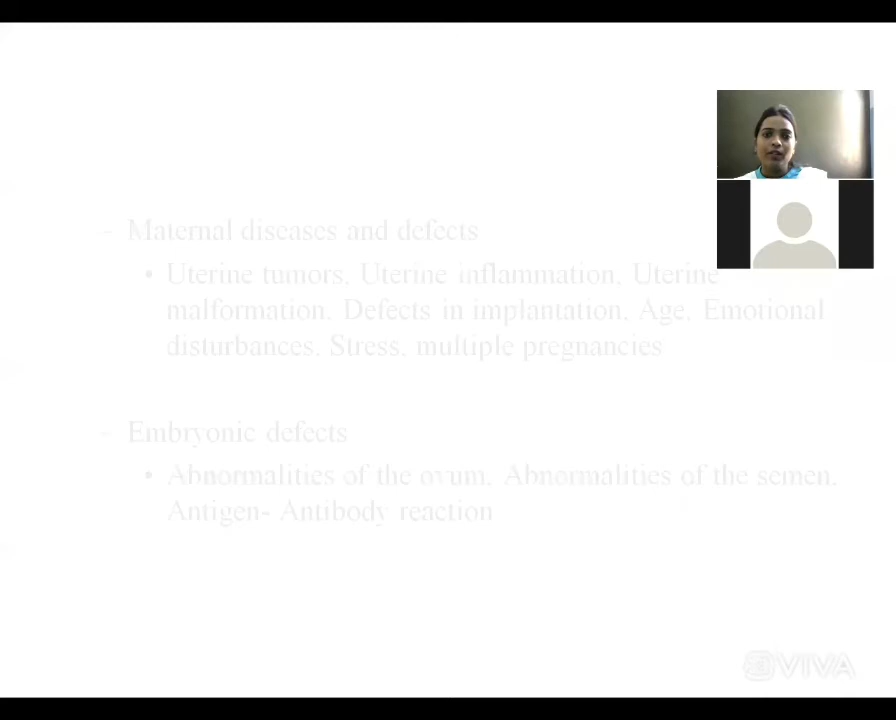 - Maternal diseases and defects
• Uterine tumors, Uterine inflammation, Uterine
malformation, Defects in implantation, Age, Emotional
disturbances, Stress, multiple pregnancies
- Embryonic defects
• Abnormalities of the ovum, Abnormalities of the semen,
Antigen- Antibody reaction
VIVA